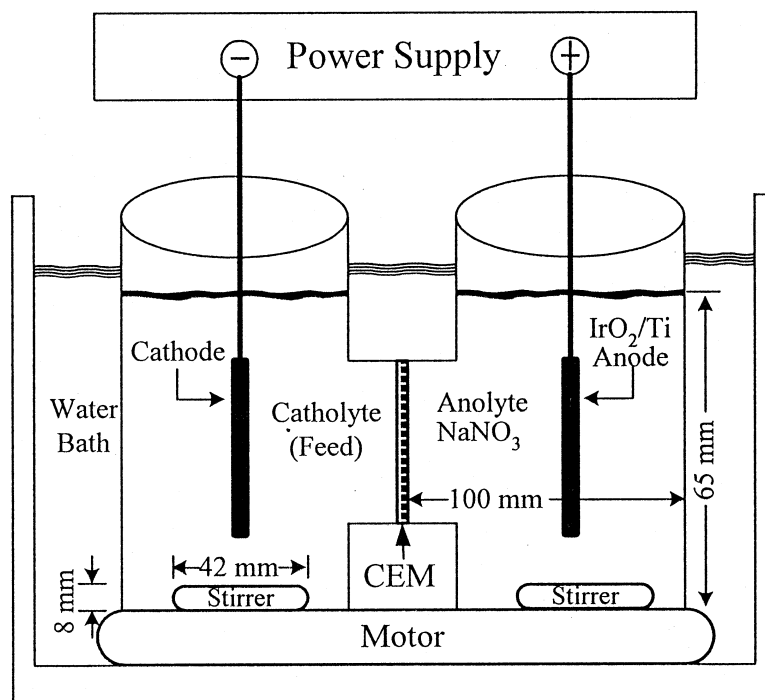 − Power Supply +
Cathode
IrO₂/Ti
Anode
Water
Bath
Catholyte
(Feed)
Anolyte
NaNO₃
100 mm
65 mm
42 mm
8 mm
CEM
Stirrer
Stirrer
Motor